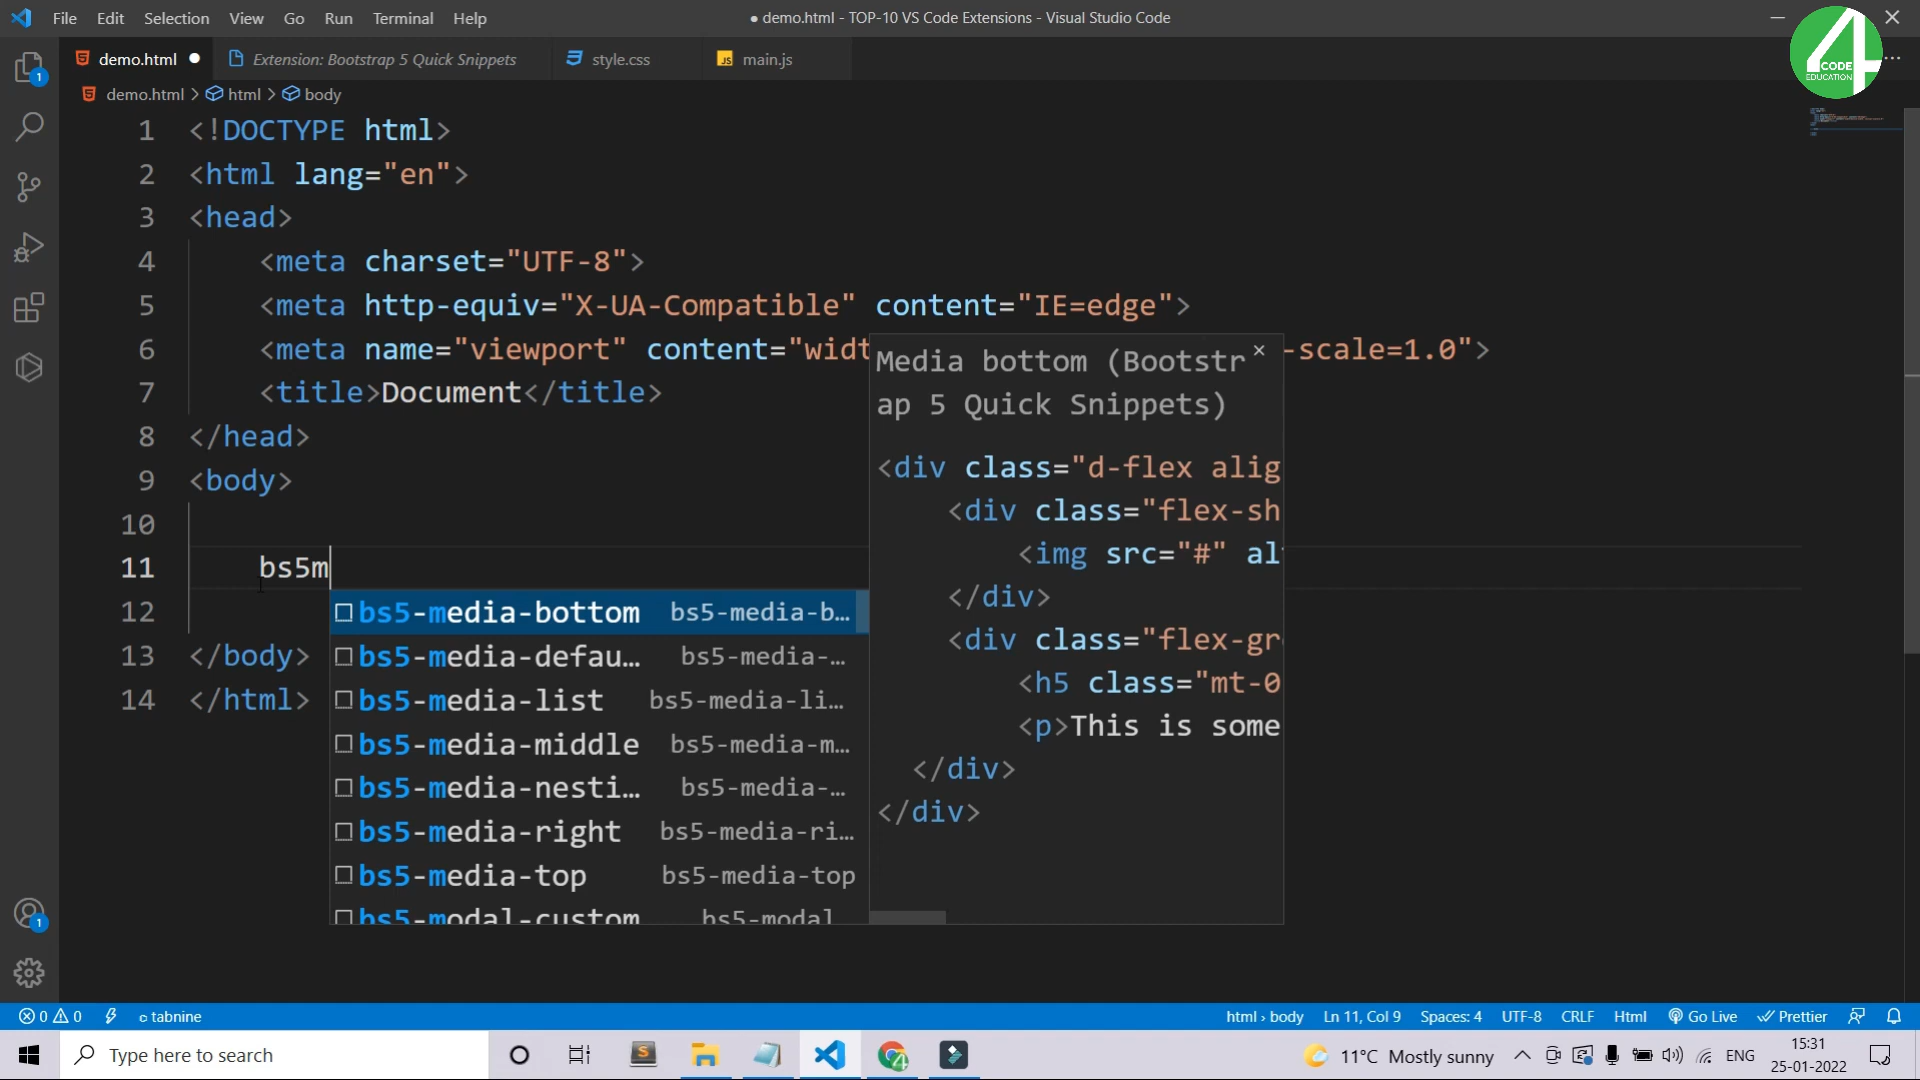 File Edit Selection View Go Run Terminal Help
● demo.html - TOP-10 VS Code Extensions - Visual Studio Code
4
CODE
EDUCATION
demo.html
Extension: Bootstrap 5 Quick Snippets
style.css
JS main.js
demo.html > html > body
1 <!DOCTYPE html>
2 <html lang="en">
3 <head>
4 <meta charset="UTF-8">
5 <meta http-equiv="X-UA-Compatible" content="IE=edge">
6 <meta name="viewport" content="widt -scale=1.0">
7 <title>Document</title>
8 </head>
9 <body>
10
11 bs5m
12
13 </body>
14 </html>
bs5-media-bottom bs5-media-b…
bs5-media-defau… bs5-media-…
bs5-media-list bs5-media-li…
bs5-media-middle bs5-media-m…
bs5-media-nesti… bs5-media-…
bs5-media-right bs5-media-ri…
bs5-media-top bs5-media-top
bs5-modal-custom bs5-modal
Media bottom (Bootstr
ap 5 Quick Snippets)
<div class="d-flex alig
<div class="flex-sh
<img src="#" al
</div>
<div class="flex-gr
<h5 class="mt-0
<p>This is some
</div>
</div>
1
1
0 0 tabnine
html › body Ln 11, Col 9 Spaces: 4 UTF-8 CRLF Html Go Live Prettier
Type here to search
11°C Mostly sunny
ENG
15:31
25-01-2022